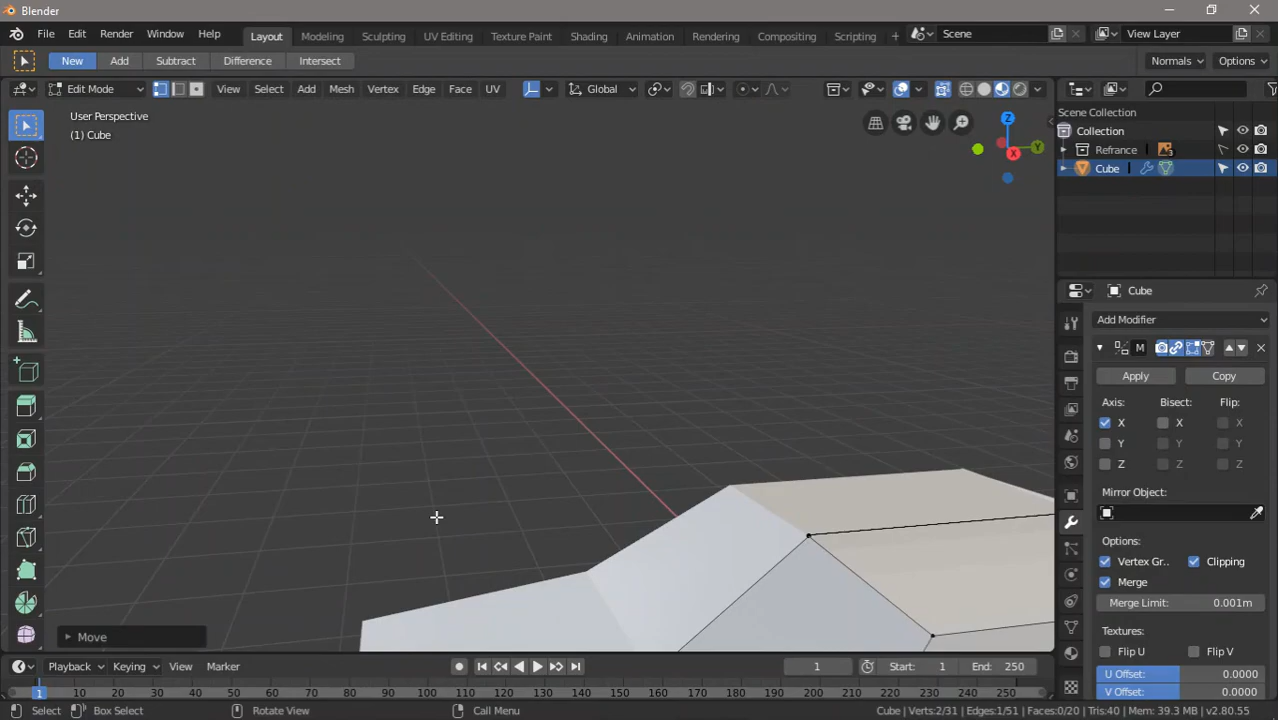 Blender
File Edit Render Window Help Layout Modeling Sculpting UV Editing Texture Paint Shading Animation Rendering Compositing Scripting + Scene View Layer
New Add Subtract Difference Intersect Normals Options
Edit Mode View Select Add Mesh Vertex Edge Face UV Global
User Perspective
(1) Cube
Z
Y
X
Scene Collection
Collection
Refrance 3
Cube
Cube
Add Modifier
M
Apply Copy
Axis: Bisect: Flip:
X X X
Y Y Y
Z Z Z
Mirror Object:
Options:
Vertex Gr.. Clipping
Merge
Merge Limit: 0.001m
Textures:
Flip U Flip V
U Offset: 0.0000
V Offset: 0.0000
Move
Playback Keying View Marker 1 Start: 1 End: 250
1 10 20 30 40 50 60 70 80 90 100 110 120 130 140 150 160 170 180 190 200 210 220 230 240 250
Select Box Select Rotate View Call Menu Cube | Verts:2/31 | Edges:1/51 | Faces:0/20 | Tris:40 | Mem: 39.3 MB | v2.80.55